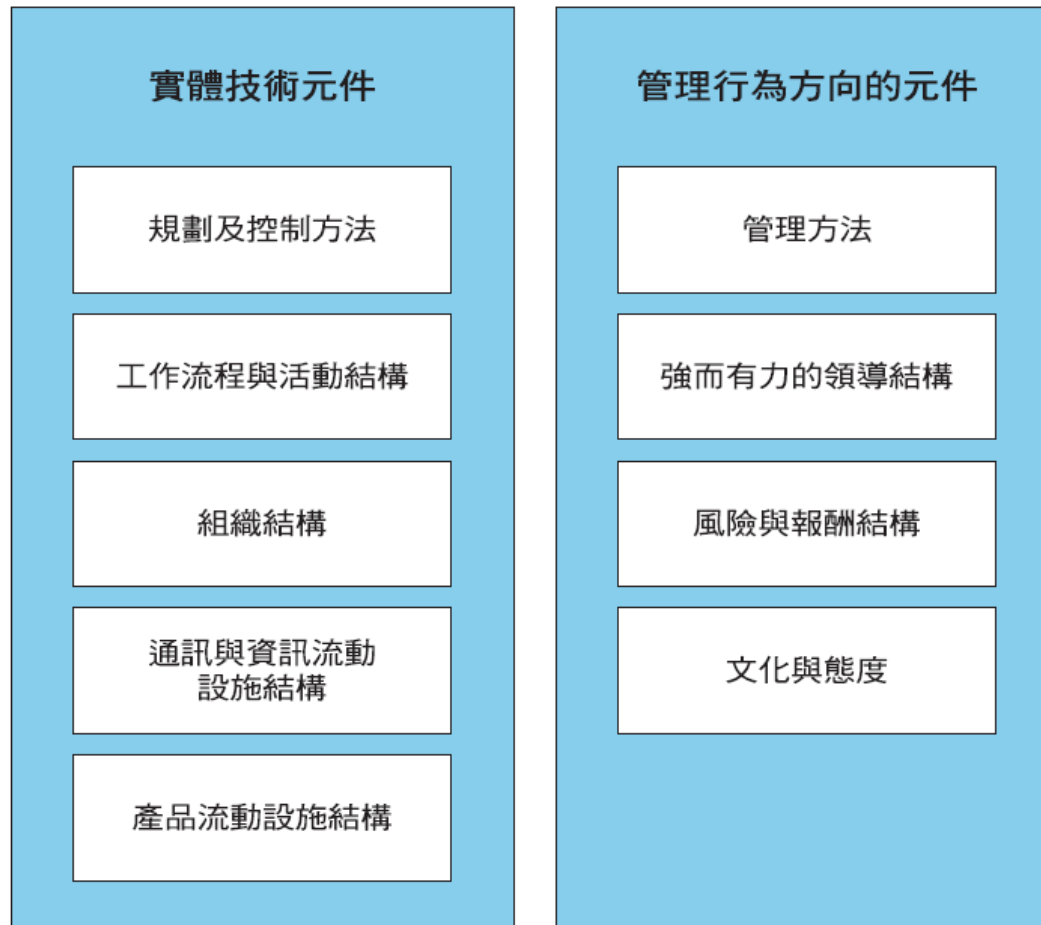 實體技術元件
規劃及控制方法
工作流程與活動結構
組織結構
通訊與資訊流動
設施結構
產品流動設施結構
管理行為方向的元件
管理方法
強而有力的領導結構
風險與報酬結構
文化與態度